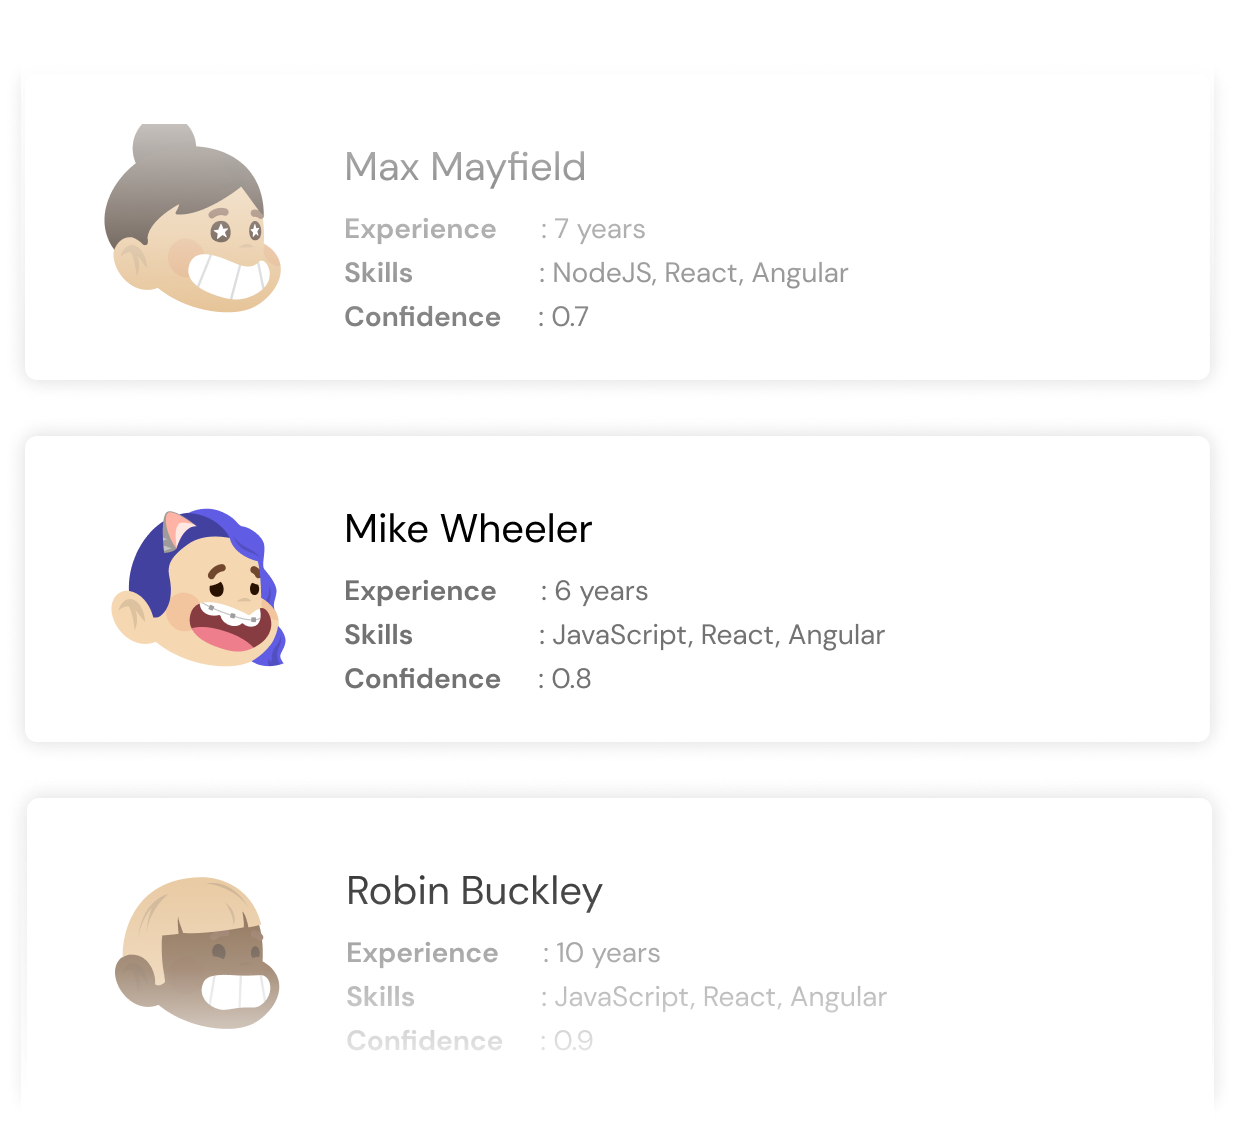 Max Mayfield
Experience : 7 years
Skills : NodeJS, React, Angular
Confidence : 0.7
Mike Wheeler
Experience : 6 years
Skills : JavaScript, React, Angular
Confidence : 0.8
Robin Buckley
Experience : 10 years
Skills : JavaScript, React, Angular
Confidence : 0.9